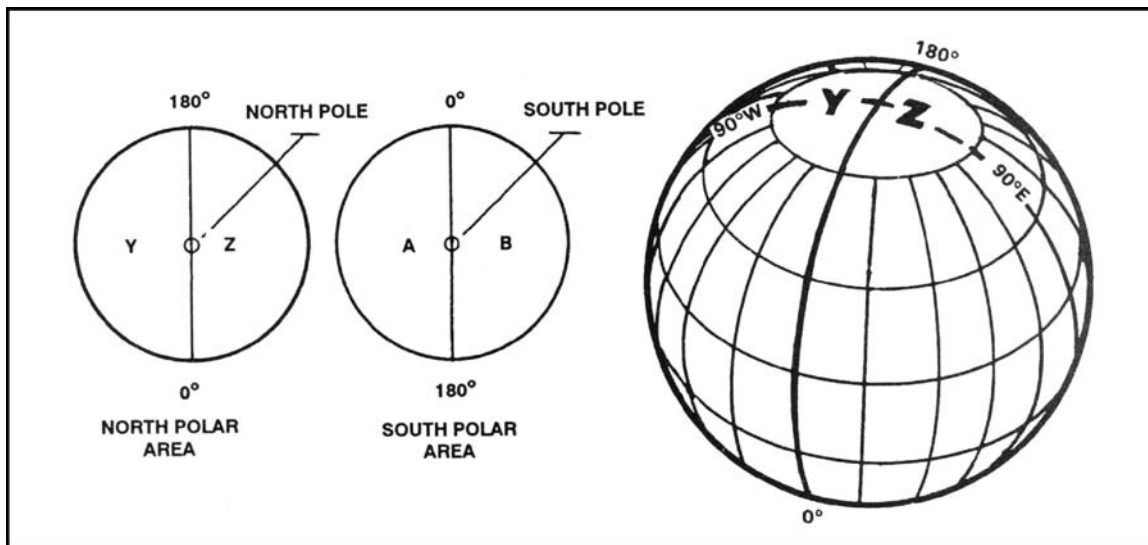 180°
NORTH POLE
Y
Z
0°
NORTH POLAR
AREA
0°
SOUTH POLE
A
B
180°
SOUTH POLAR
AREA
180°
90°W
Y
Z
90°E
0°